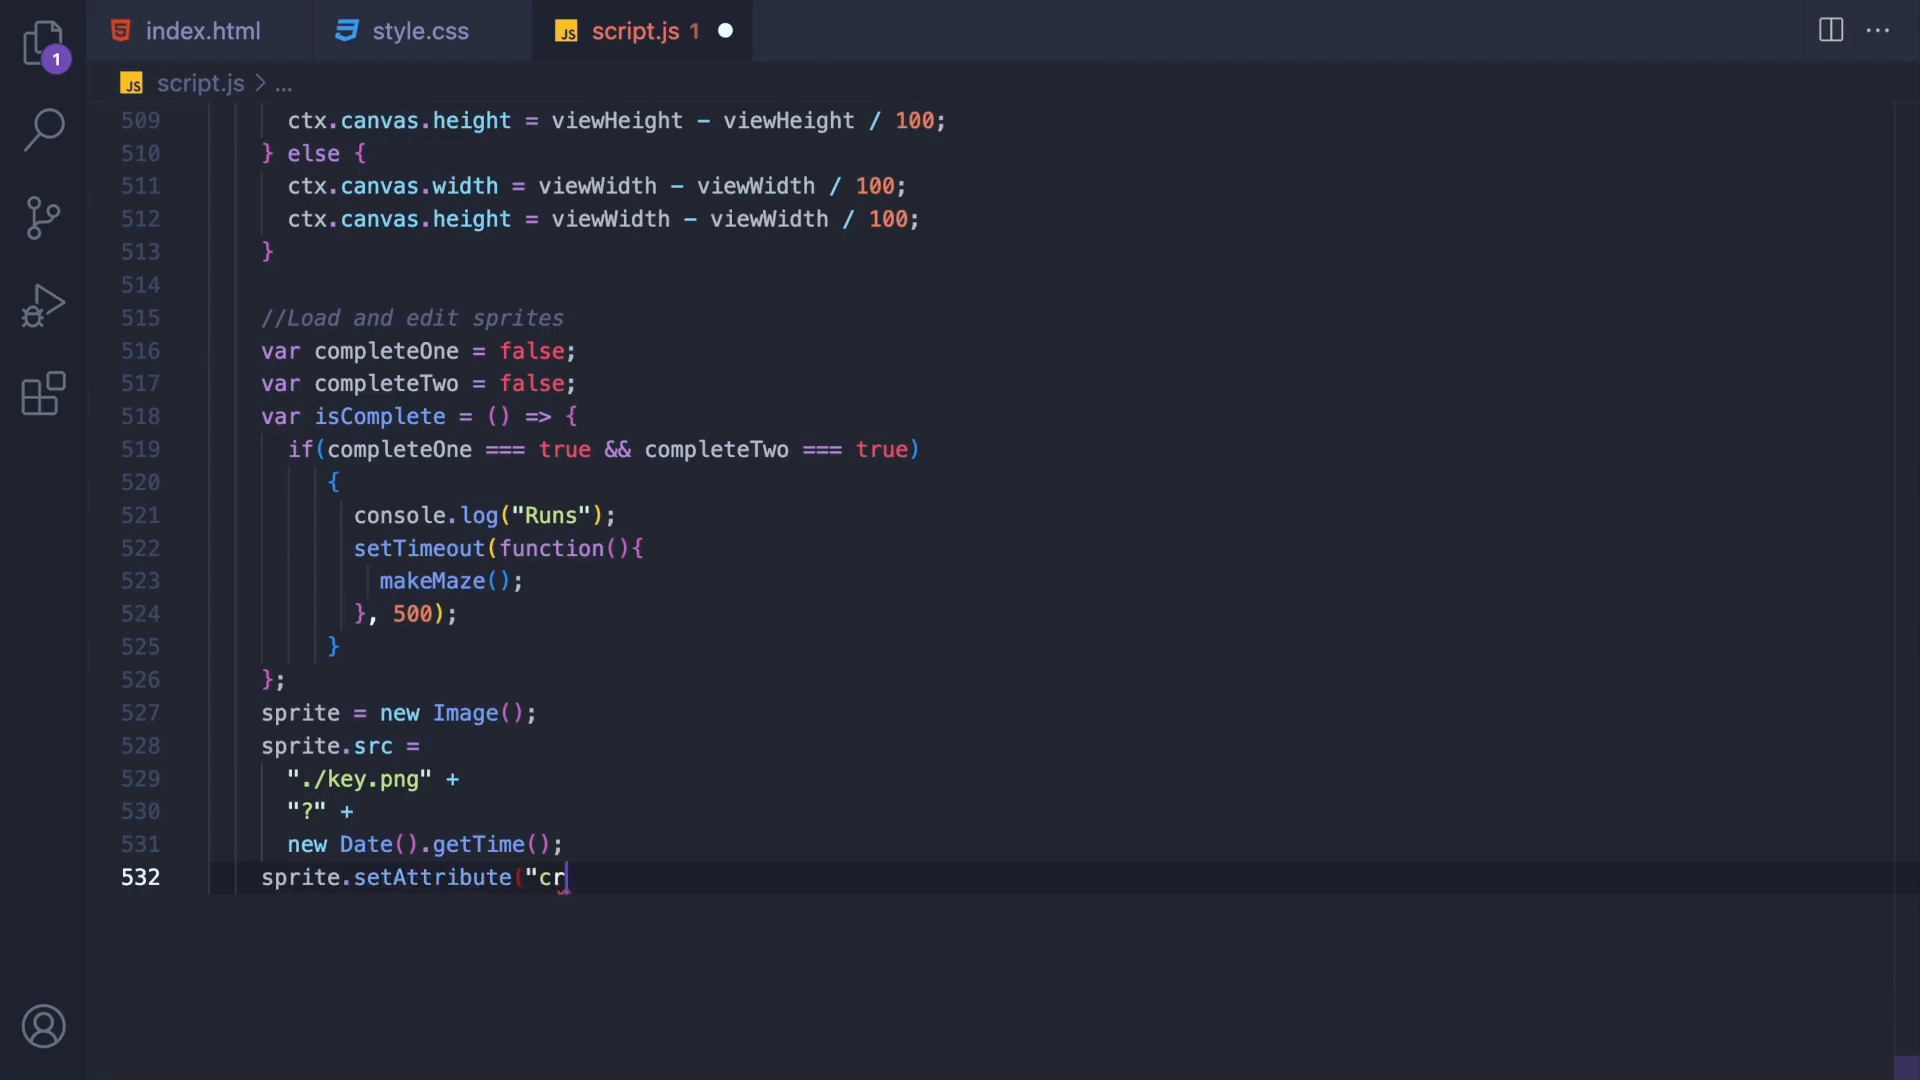 1
index.html
style.css
JS script.js 1
JS script.js > ...
509 ctx.canvas.height = viewHeight - viewHeight / 100;
510 } else {
511 ctx.canvas.width = viewWidth - viewWidth / 100;
512 ctx.canvas.height = viewWidth - viewWidth / 100;
513 }
514
515 //Load and edit sprites
516 var completeOne = false;
517 var completeTwo = false;
518 var isComplete = () => {
519 if(completeOne === true && completeTwo === true)
520 {
521 console.log("Runs");
522 setTimeout(function(){
523 makeMaze();
524 }, 500);
525 }
526 };
527 sprite = new Image();
528 sprite.src =
529 "./key.png" +
530 "?" +
531 new Date().getTime();
532 sprite.setAttribute("cr